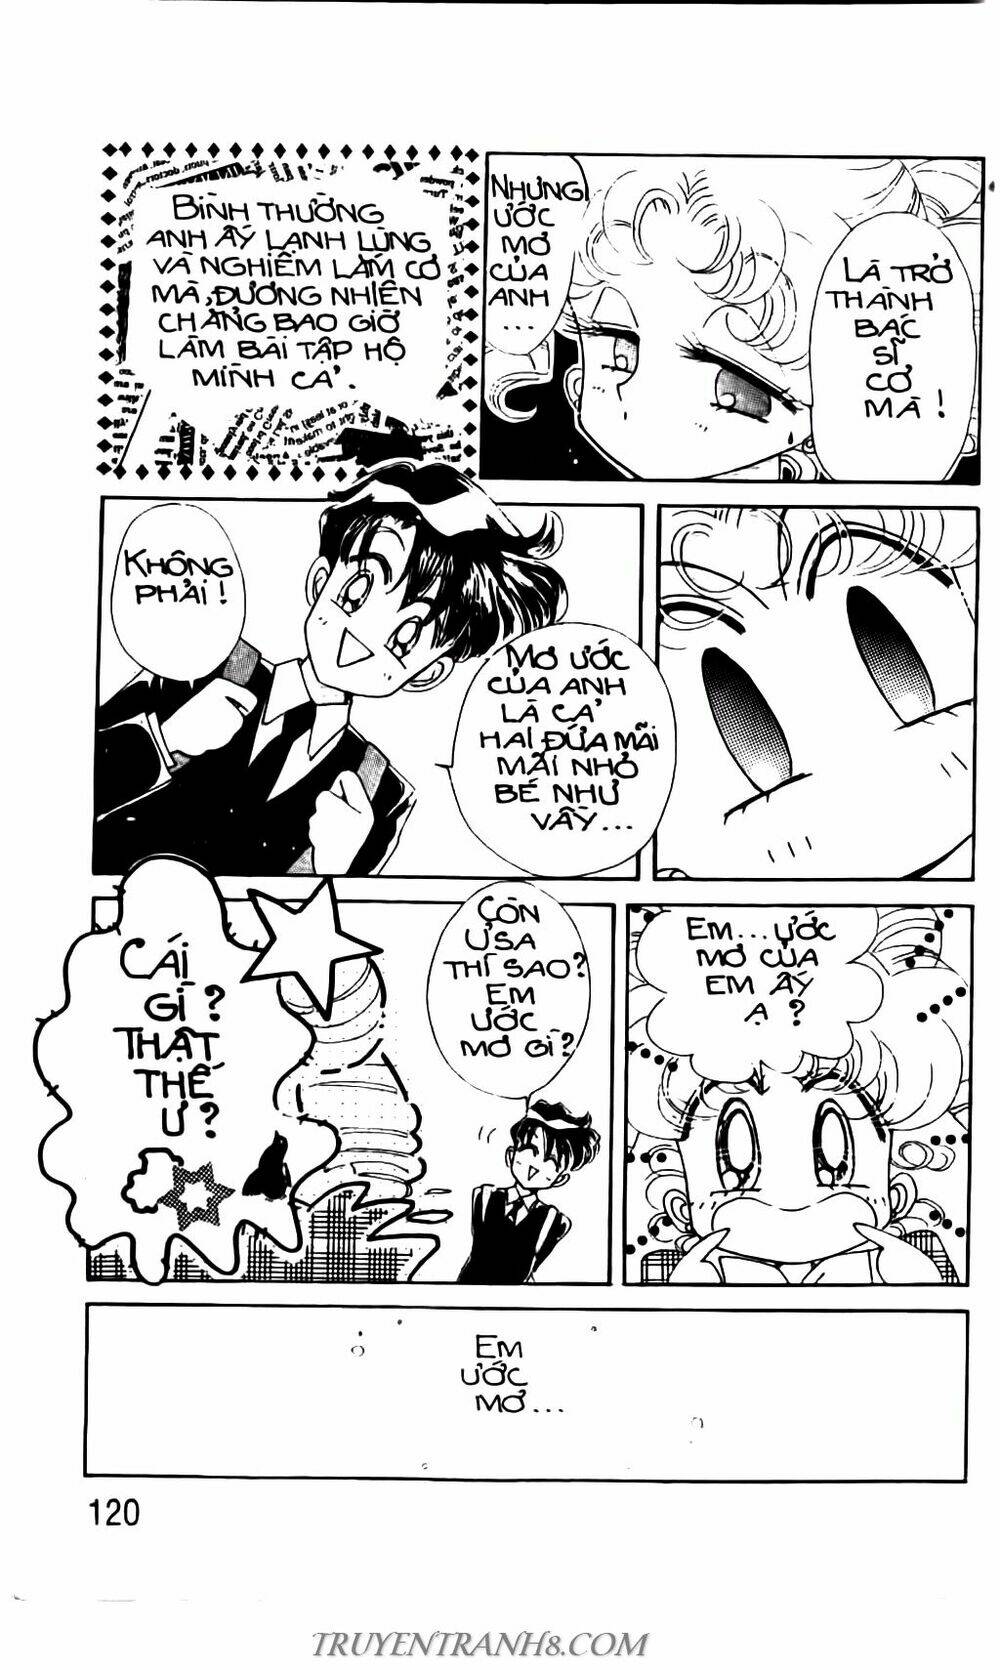 BÌNH THƯỜNG
ANH ẤY LẠNH LÙNG
VÀ NGHIÊM LẮM CƠ
MÀ, ĐƯƠNG NHIÊN
CHẲNG BAO GIỜ
LÀM BÀI TẬP HỘ
MÌNH CẢ.
NHƯNG
ƯỚC
MƠ
CỦA
ANH
...
LÀ TRỞ
THÀNH
BÁC
SĨ
CƠ
MÀ!
KHÔNG
PHẢI!
MƠ ƯỚC
CỦA ANH
LÀ CẢ
HAI ĐỨA MÃI
MÃI NHỎ
BÉ NHƯ
VẦY...
CÁI
GÌ?
THẬT
THẾ
Ư?
CÒN
USA
THÌ SAO?
EM
ƯỚC
MƠ GÌ?
EM...ƯỚC
MƠ CỦA
EM ẤY
Ạ?
EM
ƯỚC
MƠ...
120
TRUYENTRANH8.COM